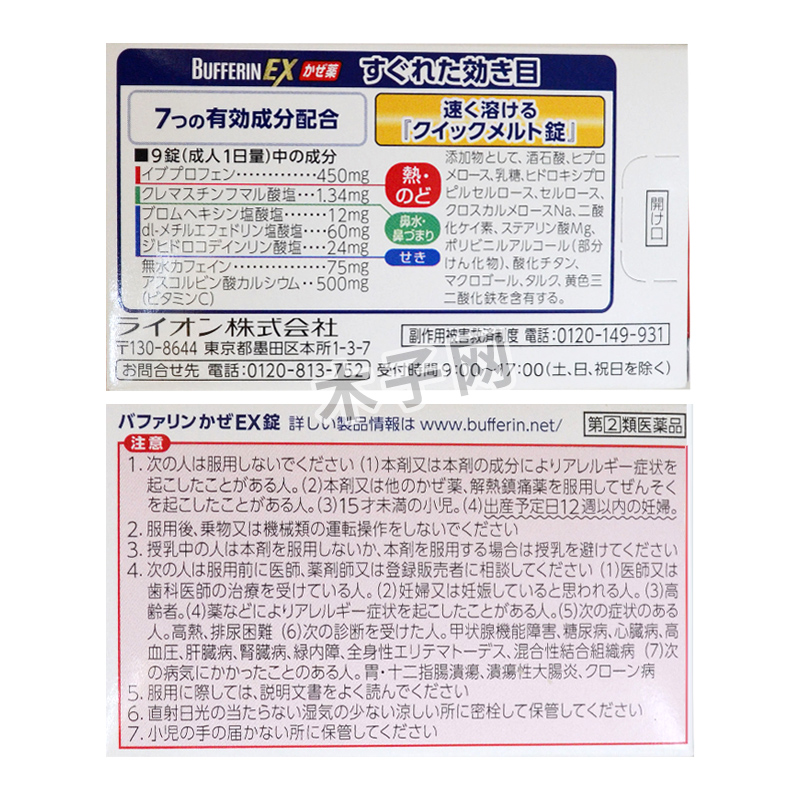 BUFFERIN EX かぜ薬 すぐれた効き目
7つの有効成分配合
速く溶ける
『クイックメルト錠』
■9錠(成人1日量)中の成分
イブプロフェン…………450mg
クレマスチンフマル酸塩…1.34mg
ブロムヘキシン塩酸塩………12mg
dl-メチルエフェドリン塩酸塩…60mg
ジヒドロコデインリン酸塩…24mg
無水カフェイン…………75mg
アスコルビン酸カルシウム…500mg
(ビタミンC)
熱・
のど
鼻水・
鼻づまり
せき
添加物として、酒石酸、ヒプロ
メロース、乳糖、ヒドロキシプロ
ピルセルロース、セルロース、
クロスカルメロースNa、二酸
化ケイ素、ステアリン酸Mg、
ポリビニルアルコール(部分
けん化物)、酸化チタン、
マクロゴール、タルク、黄色三
二酸化鉄を含有する。
開け口
ライオン株式会社
〒130-8644 東京都墨田区本所1-3-7
副作用被害救済制度 電話:0120-149-931
お問合せ先 電話:0120-813-752 受付時間9:00~17:00(土、日、祝日を除く)
木子网
バファリンかぜEX錠 詳しい製品情報は www.bufferin.net/ 指②類医薬品
注意
1. 次の人は服用しないでください (1)本剤又は本剤の成分によりアレルギー症状を
起こしたことがある人。(2)本剤又は他のかぜ薬、解熱鎮痛薬を服用してぜんそく
を起こしたことがある人。(3)15才未満の小児。(4)出産予定日12週以内の妊婦。
2. 服用後、乗物又は機械類の運転操作をしないでください
3. 授乳中の人は本剤を服用しないか、本剤を服用する場合は授乳を避けてください
4. 次の人は服用前に医師、薬剤師又は登録販売者に相談してください (1)医師又は
歯科医師の治療を受けている人。(2)妊婦又は妊娠していると思われる人。(3)高
齢者。(4)薬などによりアレルギー症状を起こしたことがある人。(5)次の症状のある
人。高熱、排尿困難 (6)次の診断を受けた人。甲状腺機能障害、糖尿病、心臓病、高
血圧、肝臓病、腎臓病、緑内障、全身性エリテマトーデス、混合性結合組織病 (7)次
の病気にかかったことのある人。胃・十二指腸潰瘍、潰瘍性大腸炎、クローン病
5. 服用に際しては、説明文書をよく読んでください
6. 直射日光の当たらない湿気の少ない涼しい所に密栓して保管してください
7. 小児の手の届かない所に保管してください